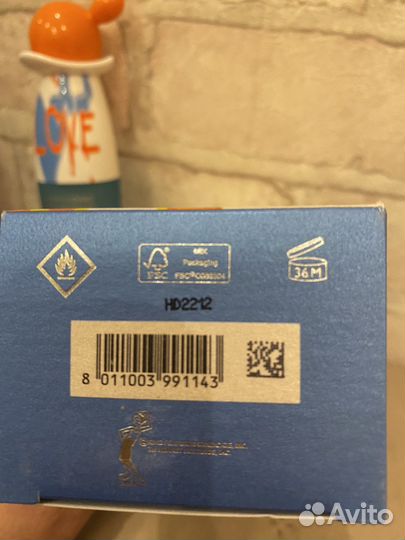 LOVE
FSC
MIX
Packaging
36M
HD2212
8 011003 991143
Avito